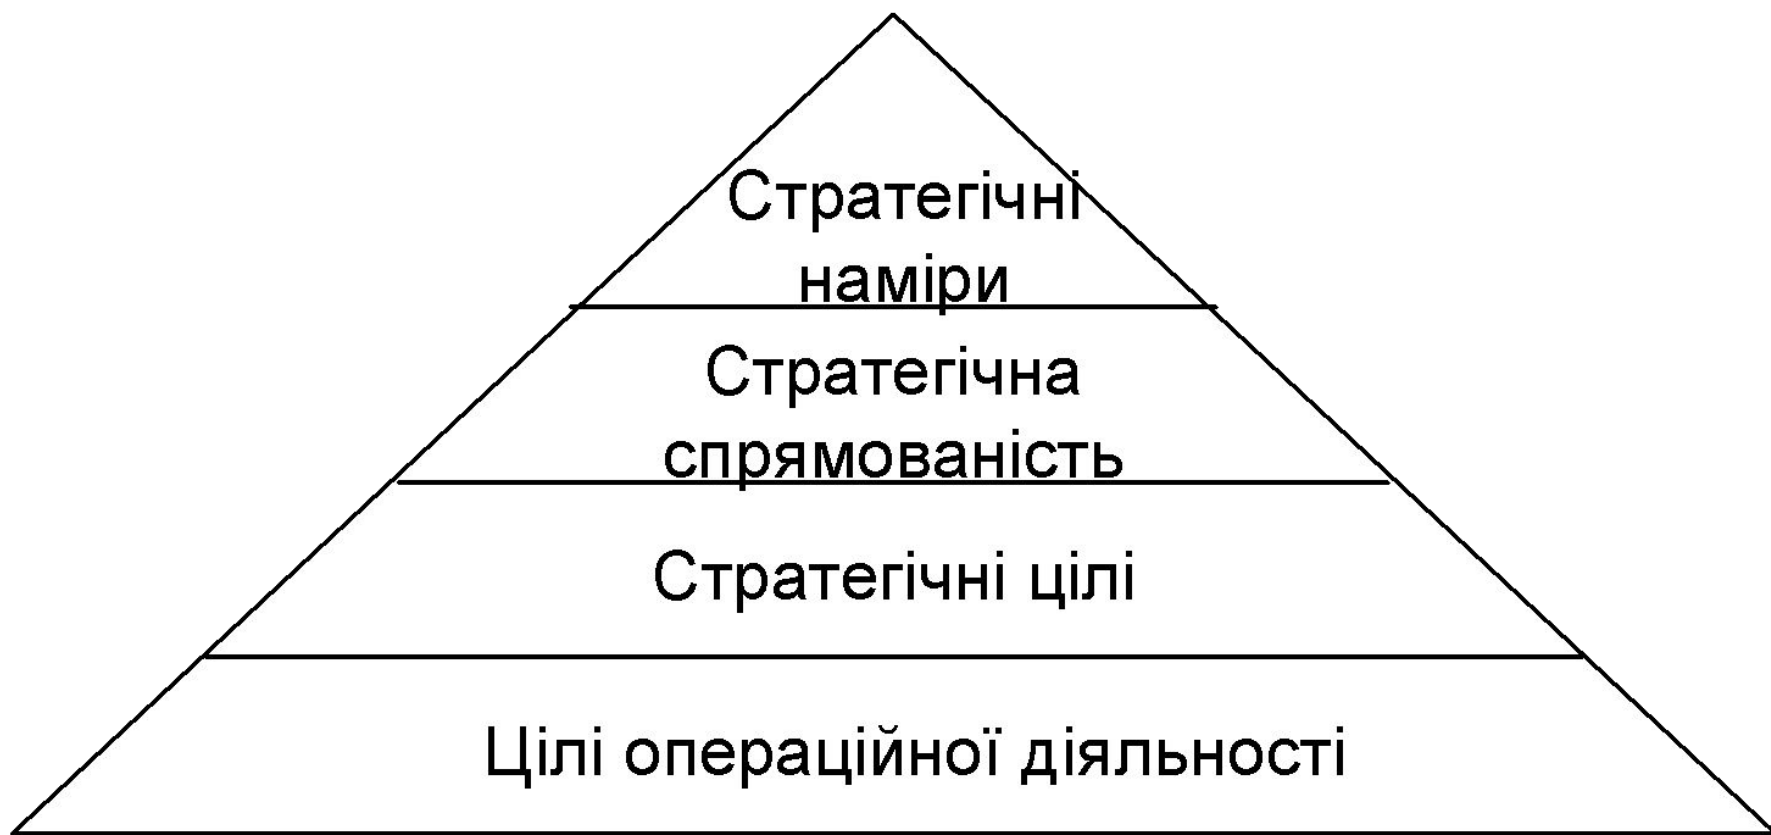 Стратегічні
наміри
Стратегічна
спрямованість
Стратегічні цілі
Цілі операційної діяльності